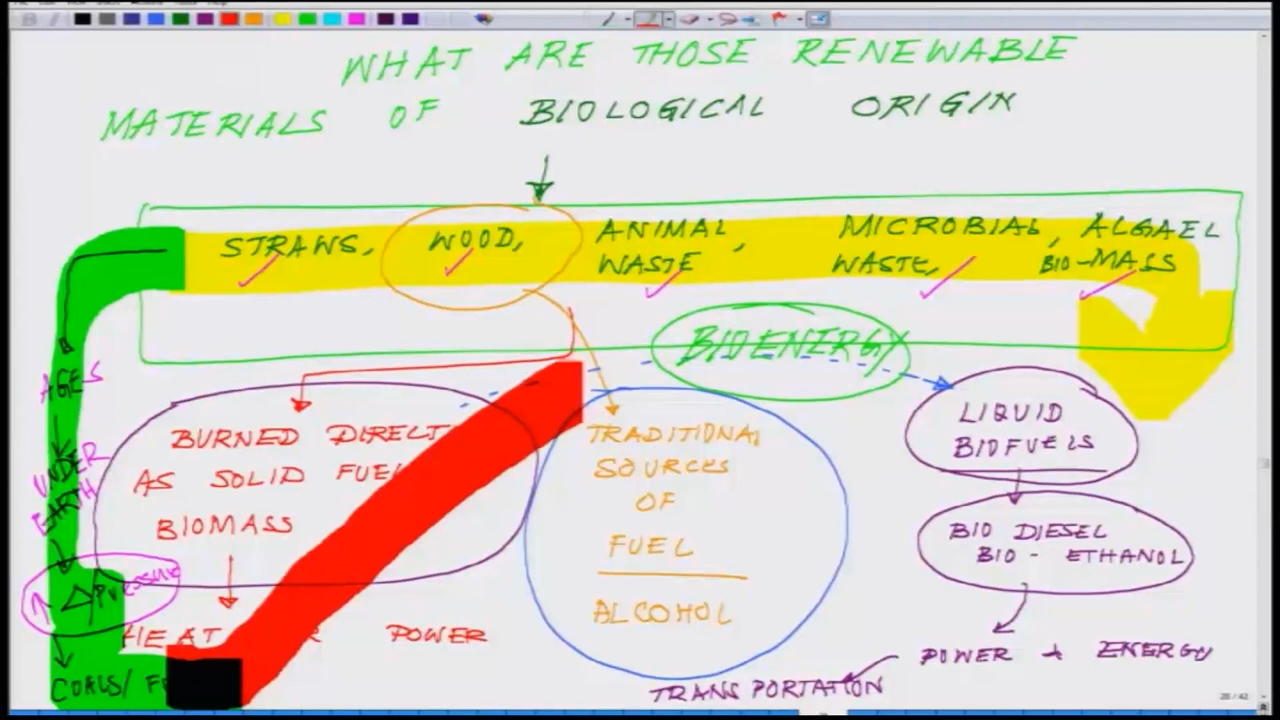 WHAT ARE THOSE RENEWABLE
MATERIALS OF BIOLOGICAL ORIGIN
STRAWS, WOOD, ANIMAL WASTE, MICROBIAL WASTE, ALGAEL BIO-MASS
BIOENERGY
AGES
UNDER
EARTH
PRESSURE
COALS/
BURNED
AS SOLID FUEL
BIOMASS
HEAT POWER
TRADITIONAL
SOURCES
OF
FUEL
ALCOHOL
LIQUID
BIOFUELS
BIO DIESEL
BIO - ETHANOL
POWER + ENERGY
TRANSPORTATION